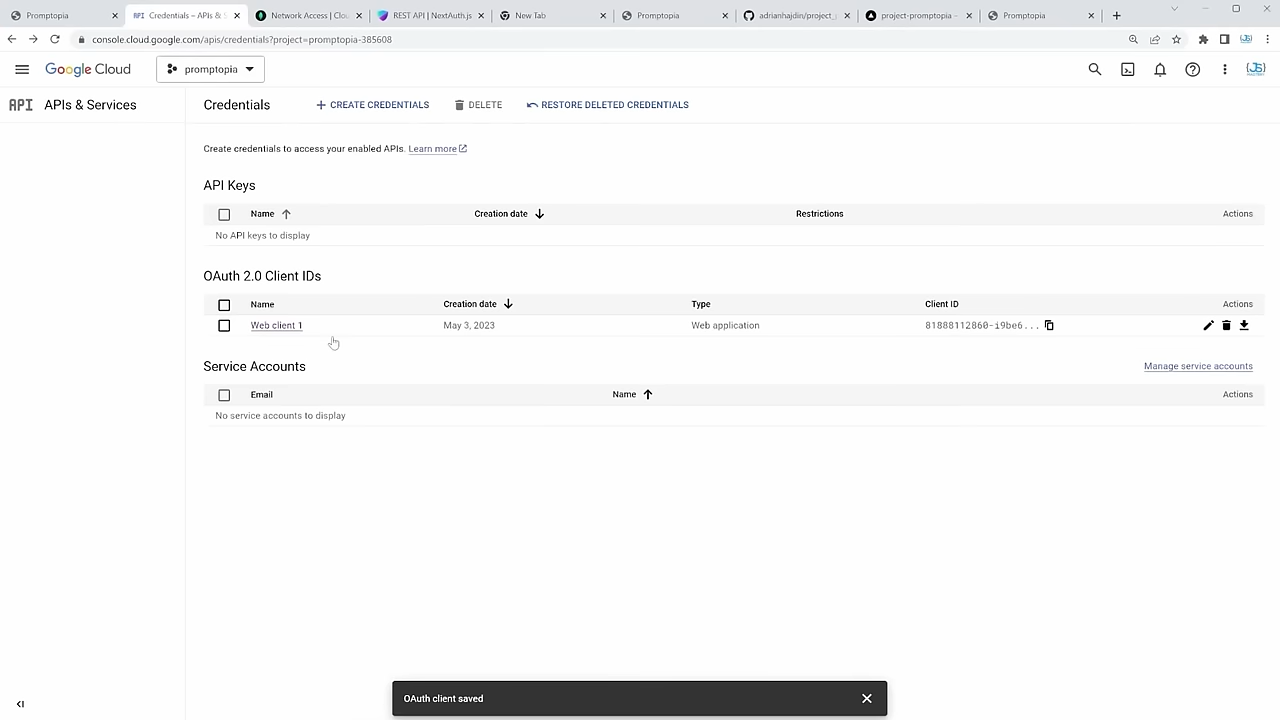 Promptopia
API Credentials – APIs & S
Network Access | Clou
REST API | NextAuth.js
New Tab
Promptopia
adrianhajdin/project_
project-promptopia –
Promptopia
console.cloud.google.com/apis/credentials?project=promptopia-385608
Google Cloud
promptopia
API APIs & Services
Credentials
CREATE CREDENTIALS
DELETE
RESTORE DELETED CREDENTIALS
Create credentials to access your enabled APIs. Learn more
API Keys
Name Creation date Restrictions Actions
No API keys to display
OAuth 2.0 Client IDs
Name Creation date Type Client ID Actions
Web client 1 May 3, 2023 Web application 81888112860-i9be6...
Service Accounts Manage service accounts
Email Name Actions
No service accounts to display
OAuth client saved